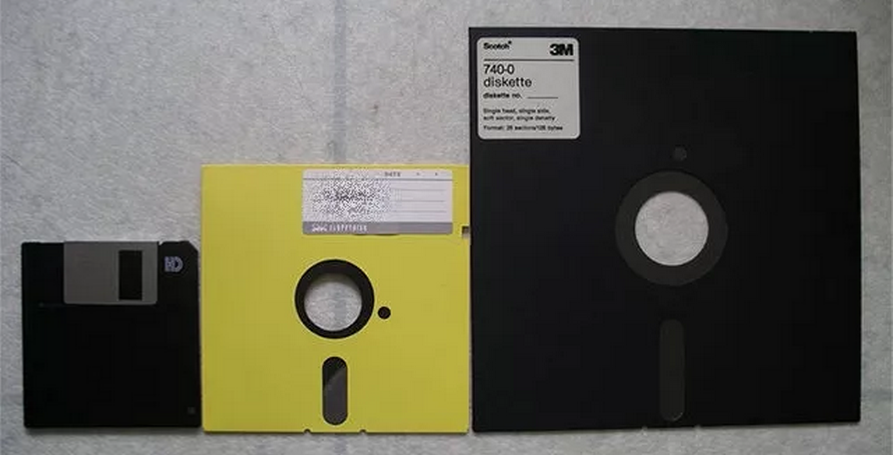 HD
DATE
Scotch®
3M
740-0
diskette
diskette no.
Single head, single side,
soft sector, single density
Format: 26 sectors/128 bytes